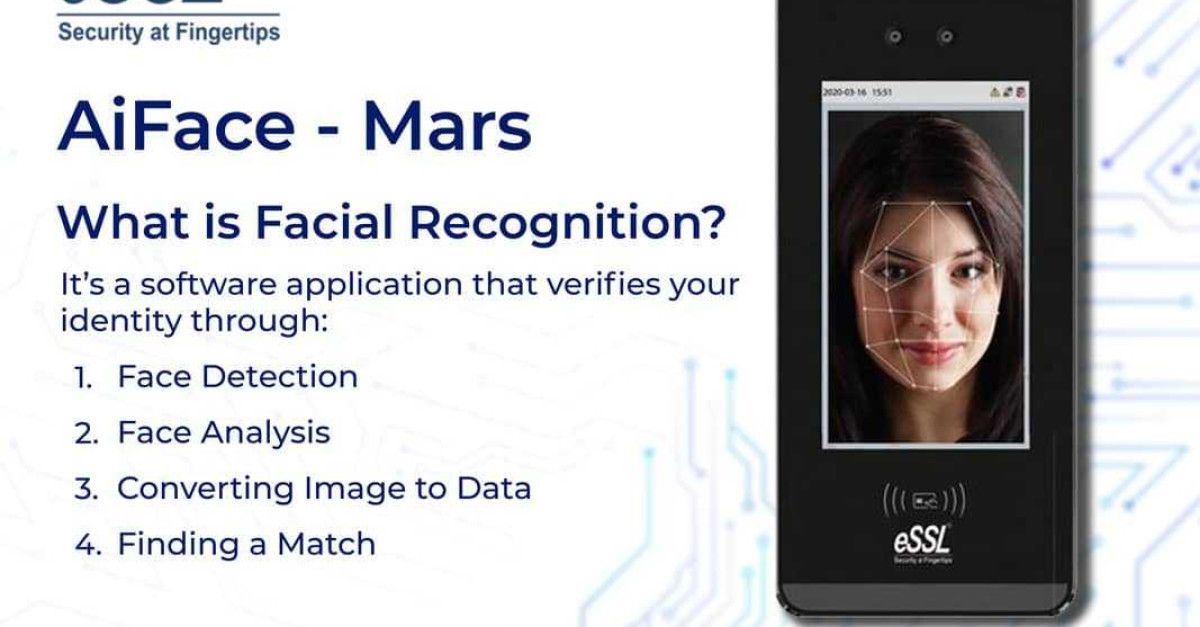 eSSL
Security at Fingertips
AiFace - Mars
What is Facial Recognition?
It's a software application that verifies your
identity through:
1. Face Detection
2. Face Analysis
3. Converting Image to Data
4. Finding a Match
2020-03-16 15:51
eSSL
Security at Fingertips